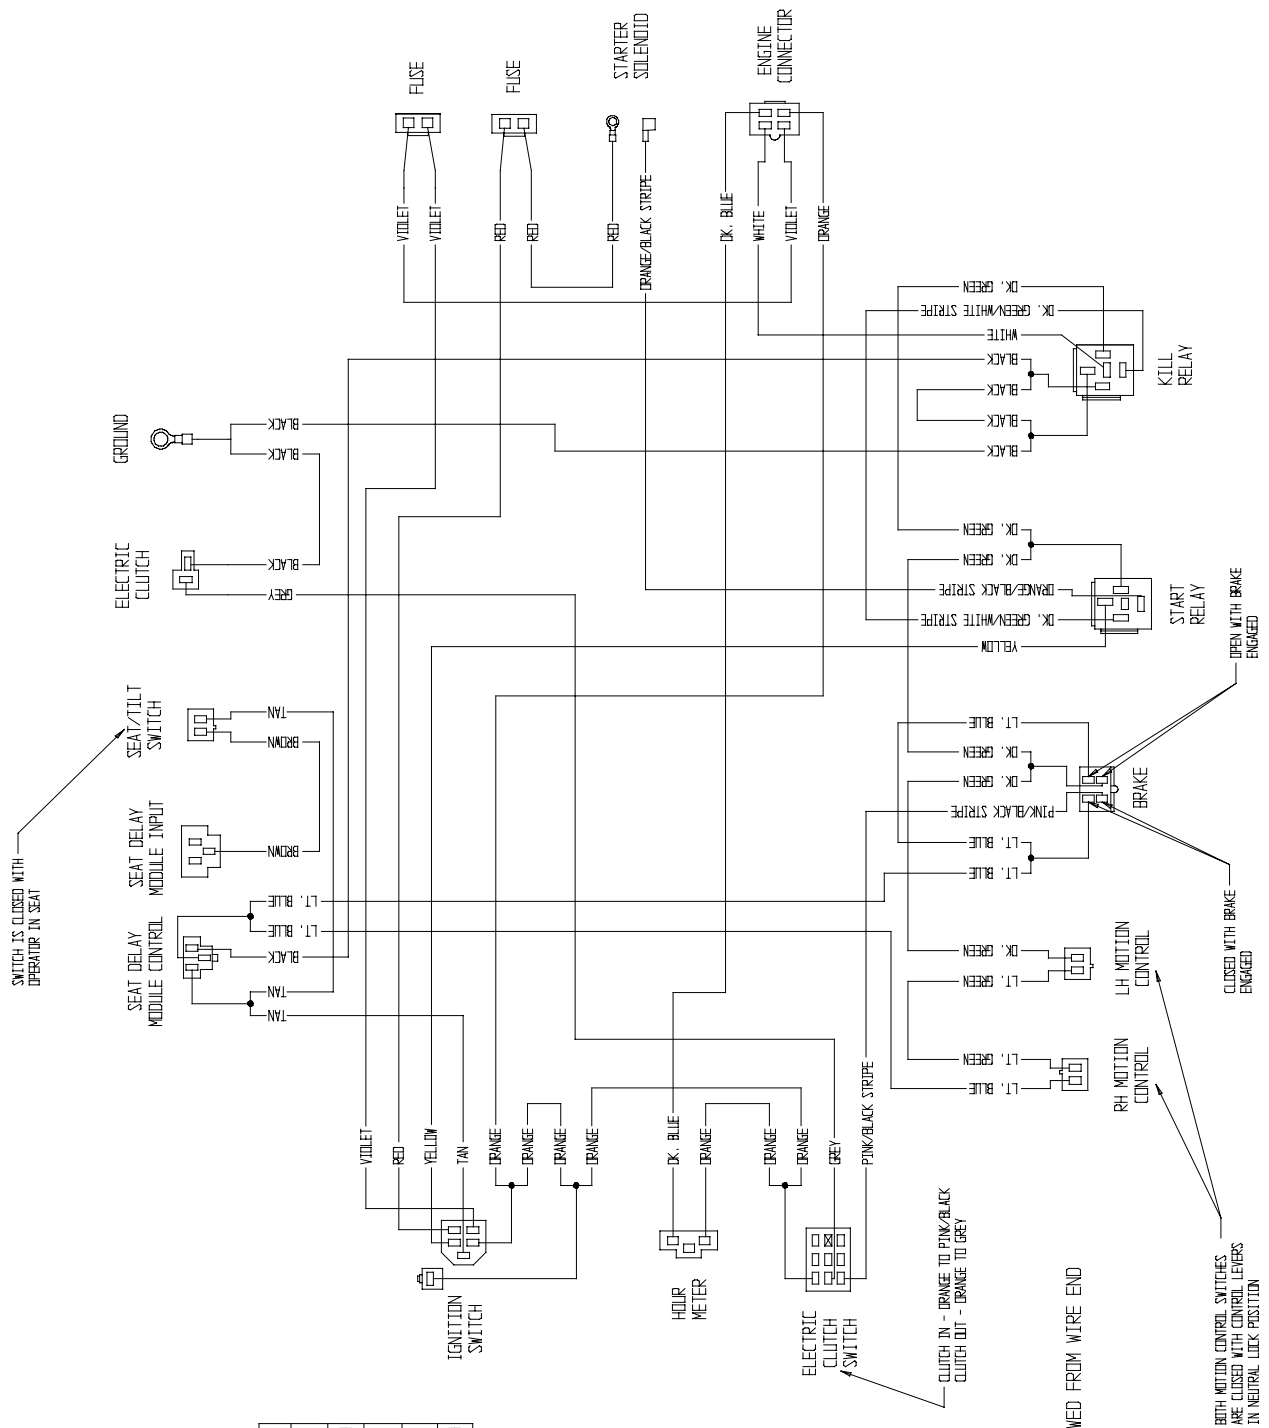 FUSE
FUSE
STARTER
SOLENOID
ENGINE
CONNECTOR
VIOLET
VIOLET
RED
RED
RED
ORANGE/BLACK STRIPE
DK. BLUE
WHITE
VIOLET
ORANGE
DK. GREEN
DK. GREEN/WHITE STRIPE
WHITE
BLACK
BLACK
BLACK
BLACK
KILL
RELAY
GROUND
BLACK
BLACK
ELECTRIC
CLUTCH
BLACK
GREY
DK. GREEN
DK. GREEN
ORANGE/BLACK STRIPE
DK. GREEN/WHITE STRIPE
YELLOW
START
RELAY
OPEN WITH BRAKE
ENGAGED
SEAT/TILT
SWITCH
TAN
BROWN
LT. BLUE
DK. GREEN
DK. GREEN
PINK/BLACK STRIPE
LT. BLUE
LT. BLUE
BRAKE
SWITCH IS CLOSED WITH
OPERATOR IN SEAT
SEAT DELAY
MODULE INPUT
BROWN
SEAT DELAY
MODULE CONTROL
LT. BLUE
LT. BLUE
BLACK
TAN
TAN
DK. GREEN
LT. GREEN
LH MOTION
CONTROL
CLOSED WITH BRAKE
ENGAGED
LT. GREEN
LT. BLUE
RH MOTION
CONTROL
VIOLET
RED
YELLOW
TAN
ORANGE
ORANGE
ORANGE
ORANGE
DK. BLUE
ORANGE
ORANGE
ORANGE
GREY
PINK/BLACK STRIPE
IGNITION
SWITCH
HOUR
METER
ELECTRIC
CLUTCH
SWITCH
CLUTCH IN - ORANGE TO PINK/BLACK
CLUTCH OUT - ORANGE TO GREY
WED FROM WIRE END
BOTH MOTION CONTROL SWITCHES
ARE CLOSED WITH CONTROL LEVERS
IN NEUTRAL LOCK POSITION